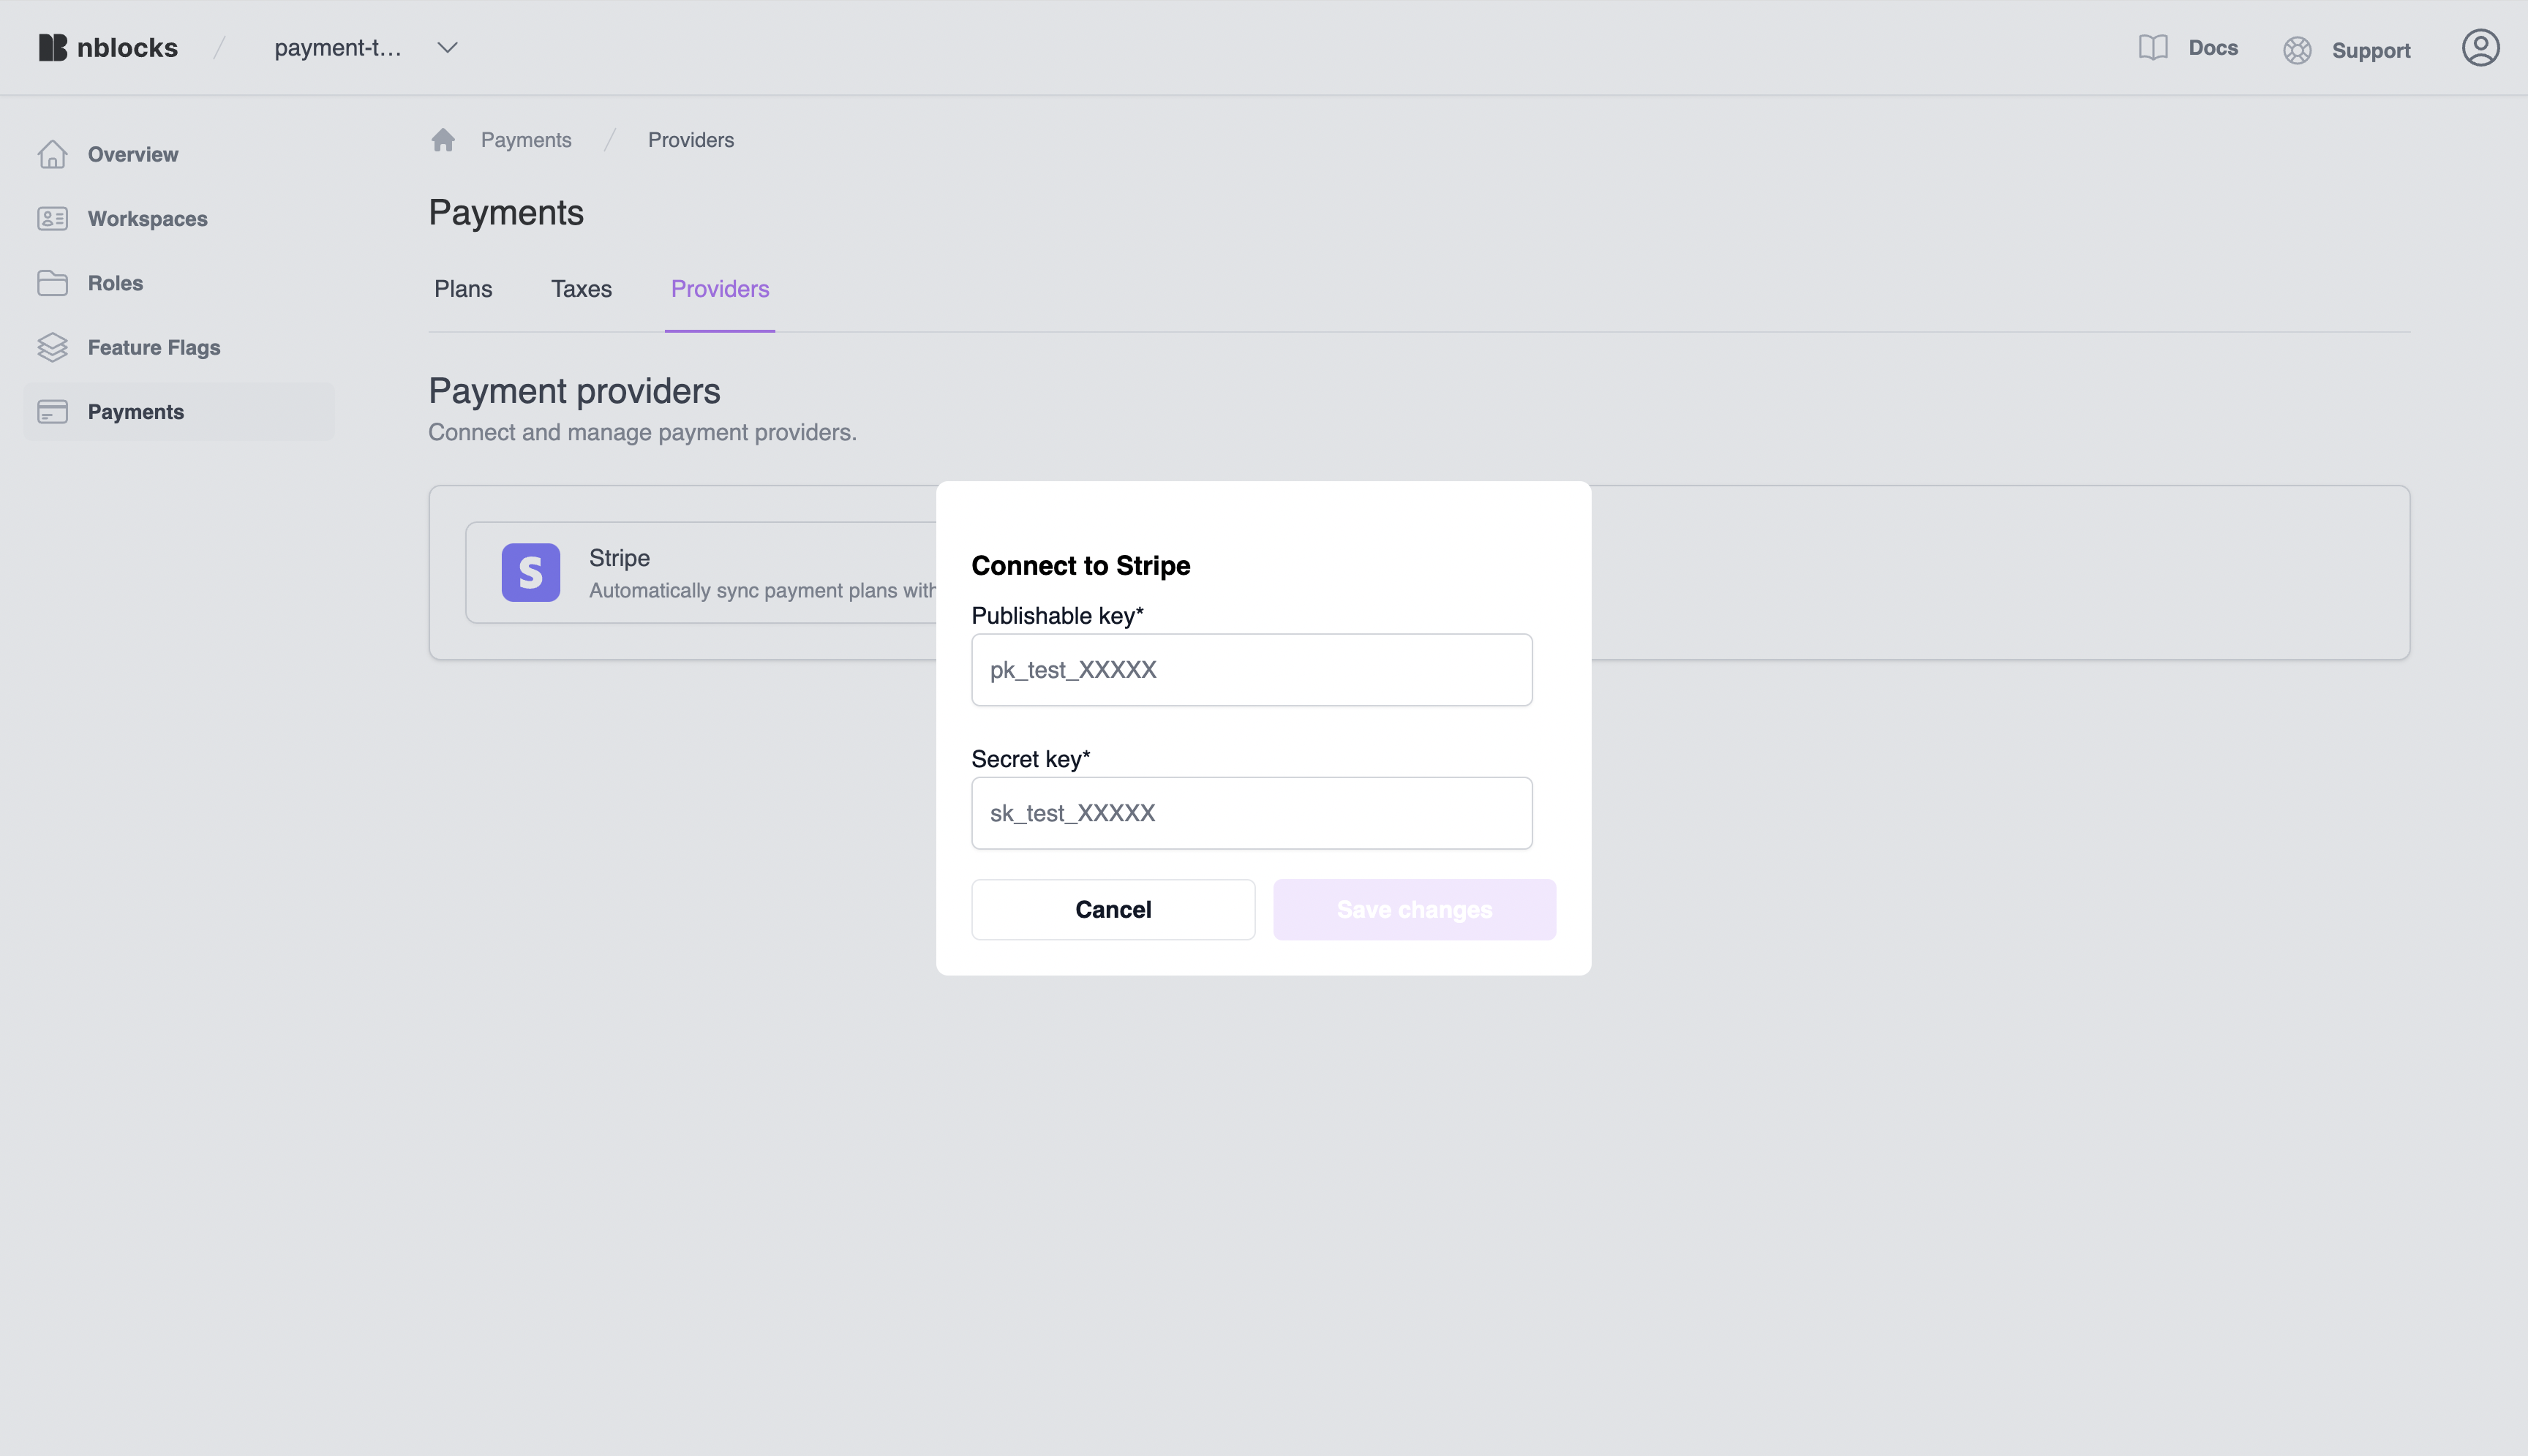 nblocks
payment-t...
Docs
Support
Overview
Workspaces
Roles
Feature Flags
Payments
Payments / Providers
Payments
Plans
Taxes
Providers
Payment providers
Connect and manage payment providers.
S
Stripe
Automatically sync payment plans with
Connect to Stripe
Publishable key*
pk_test_XXXXX
Secret key*
sk_test_XXXXX
Cancel
Save changes